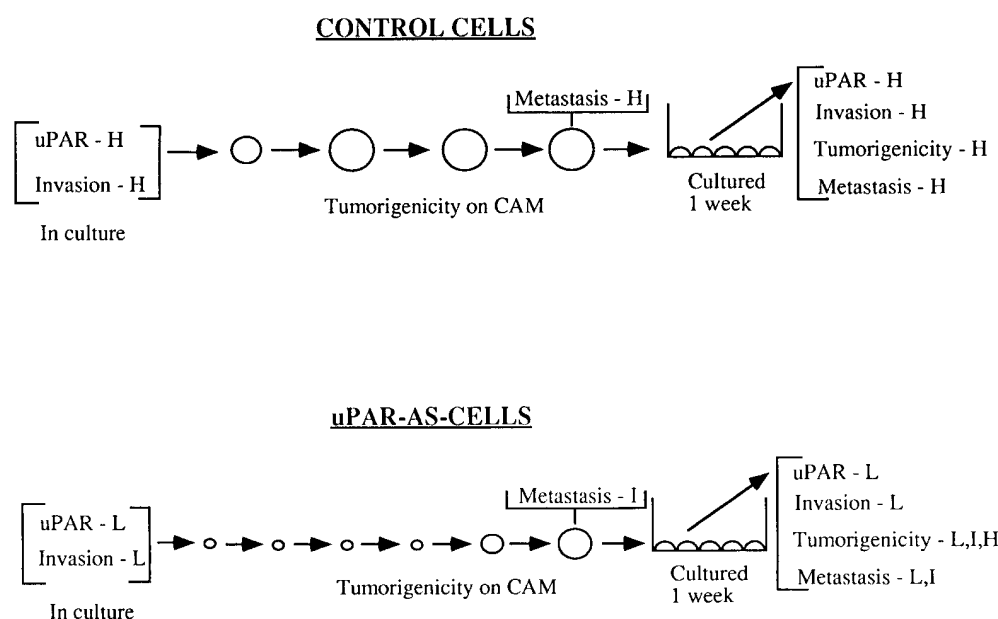 CONTROL CELLS
uPAR - H
Invasion - H
In culture
Tumorigenicity on CAM
Metastasis - H
Cultured
1 week
uPAR - H
Invasion - H
Tumorigenicity - H
Metastasis - H
uPAR-AS-CELLS
uPAR - L
Invasion - L
In culture
Tumorigenicity on CAM
Metastasis - I
Cultured
1 week
uPAR - L
Invasion - L
Tumorigenicity - L,I,H
Metastasis - L,I